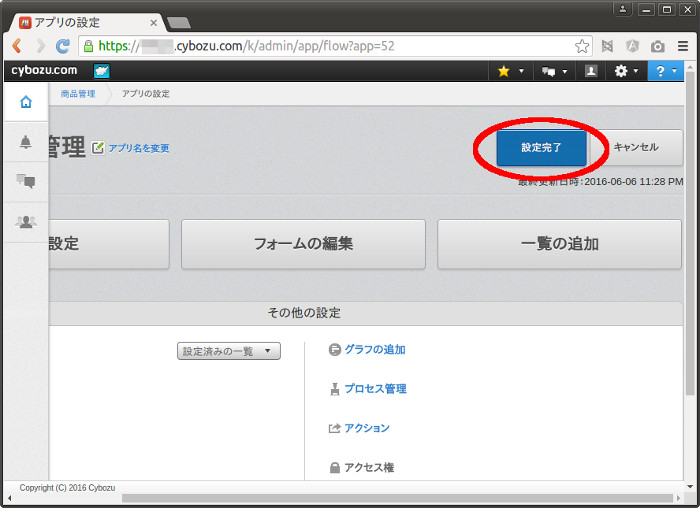 アプリの設定
https://
.cybozu.com/k/admin/app/flow?app=52
cybozu.com
商品管理 アプリの設定
管理 アプリ名を変更
設定完了 キャンセル
最終更新日時：2016-06-06 11:28 PM
設定 フォームの編集 一覧の追加
その他の設定
設定済みの一覧
グラフの追加
プロセス管理
アクション
アクセス権
Copyright (C) 2016 Cybozu